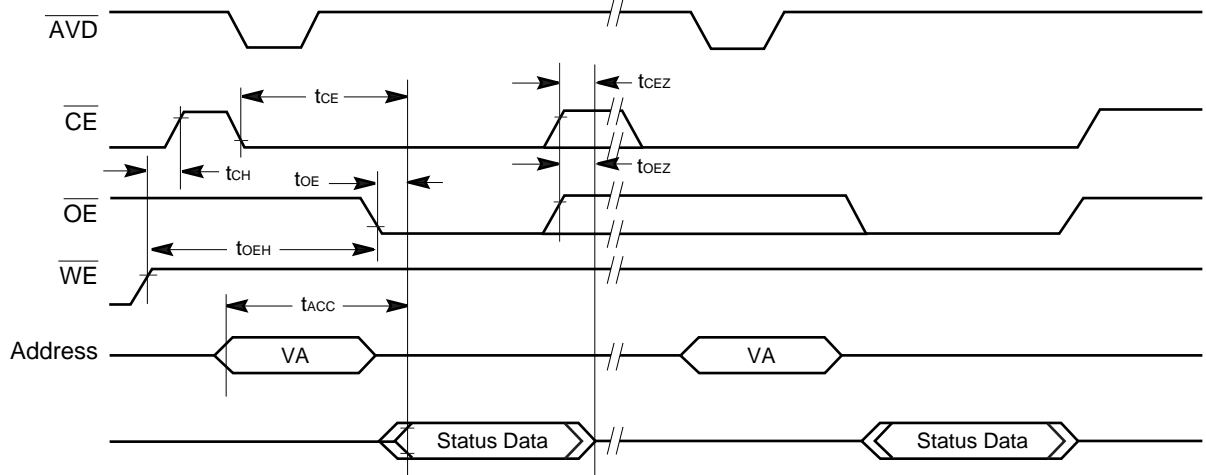 AVD
tCEZ
tCE
CE
tCH
tOE
tOEZ
OE
tOEH
WE
tACC
Address
VA
VA
Status Data
Status Data